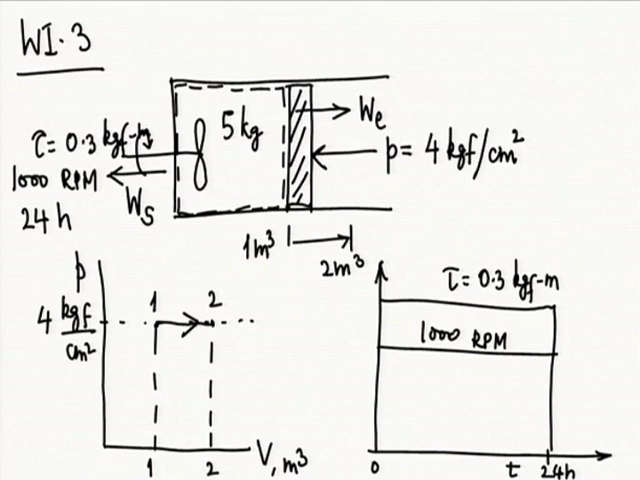 WI.3
5 kg
We
τ = 0.3 kgf-m
p = 4 kgf/cm²
1000 RPM
Ws
24 h
1m³
2m³
p
τ = 0.3 kgf-m
1 2
4 kgf/cm²
1000 RPM
1 2 V, m³
0 t 24h